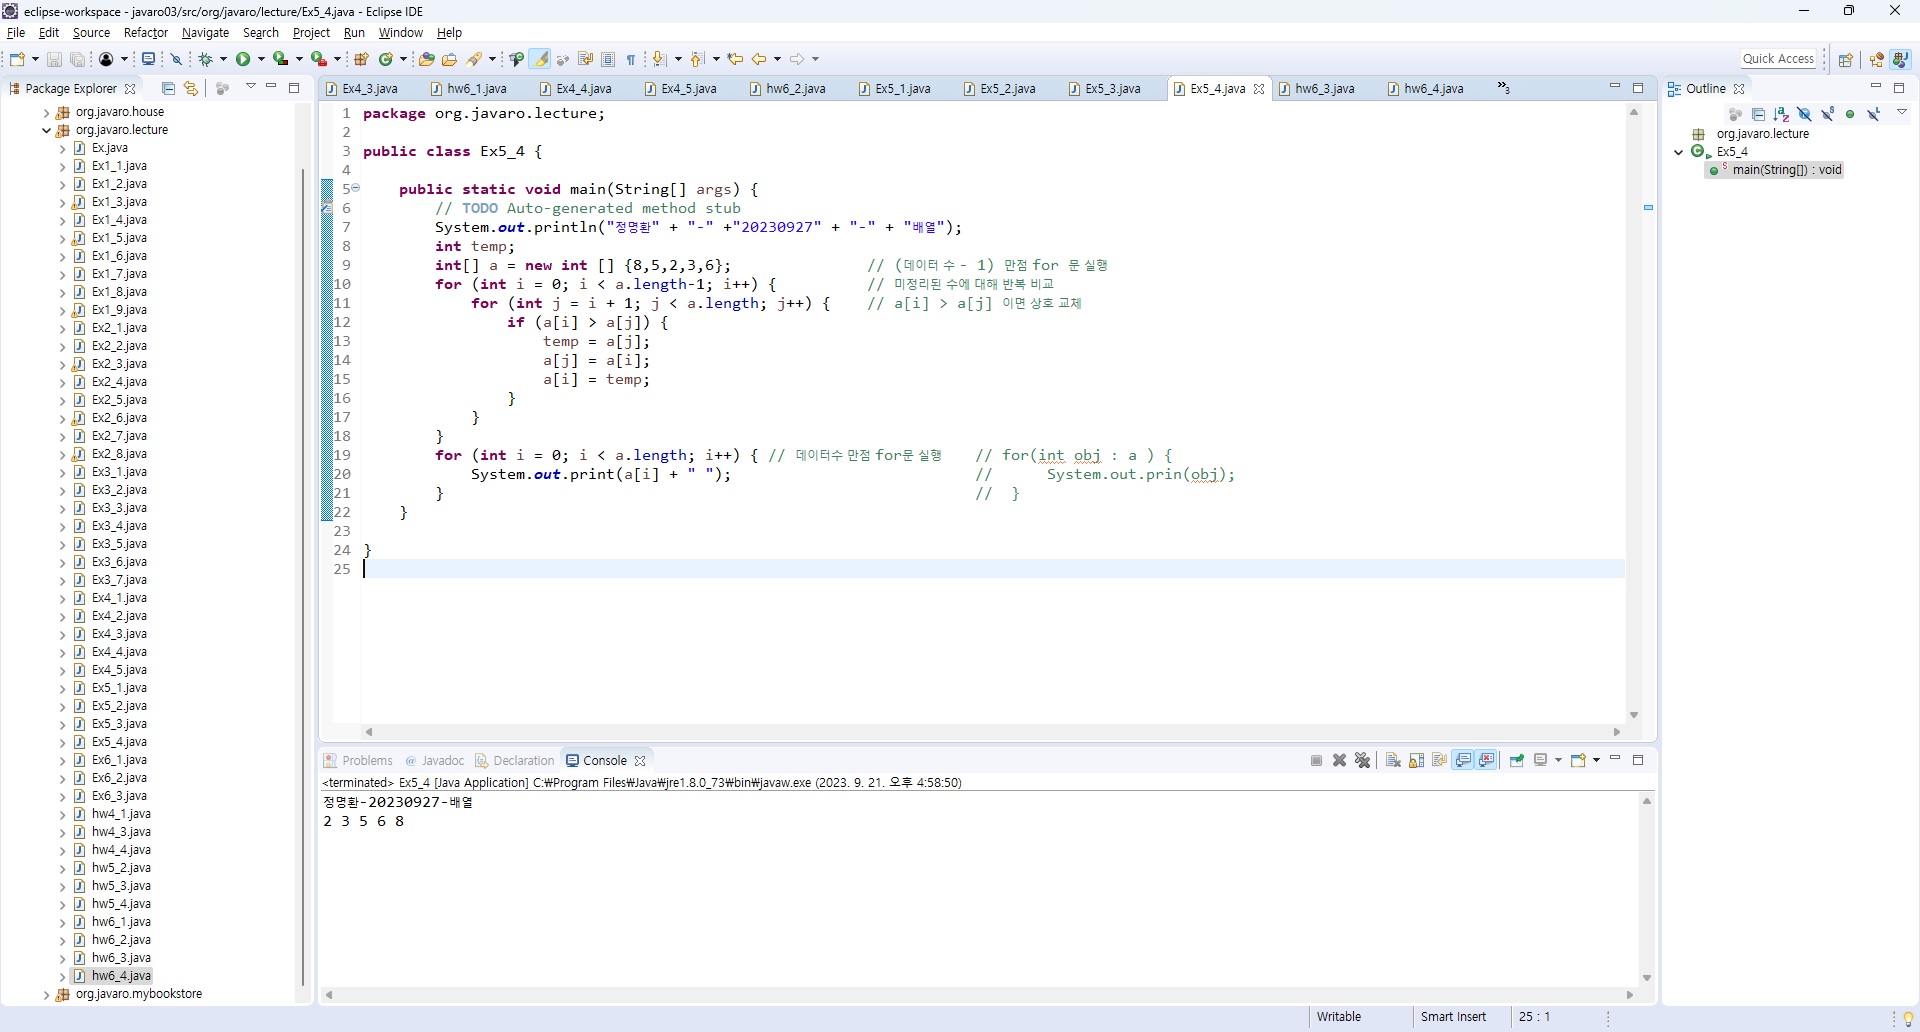 eclipse-workspace - javaro03/src/org/javaro/lecture/Ex5_4.java - Eclipse IDE
File Edit Source Refactor Navigate Search Project Run Window Help
Quick Access
Package Explorer
org.javaro.house
org.javaro.lecture
Ex.java
Ex1_1.java
Ex1_2.java
Ex1_3.java
Ex1_4.java
Ex1_5.java
Ex1_6.java
Ex1_7.java
Ex1_8.java
Ex1_9.java
Ex2_1.java
Ex2_2.java
Ex2_3.java
Ex2_4.java
Ex2_5.java
Ex2_6.java
Ex2_7.java
Ex2_8.java
Ex3_1.java
Ex3_2.java
Ex3_3.java
Ex3_4.java
Ex3_5.java
Ex3_6.java
Ex3_7.java
Ex4_1.java
Ex4_2.java
Ex4_3.java
Ex4_4.java
Ex4_5.java
Ex5_1.java
Ex5_2.java
Ex5_3.java
Ex5_4.java
Ex6_1.java
Ex6_2.java
Ex6_3.java
hw4_1.java
hw4_3.java
hw4_4.java
hw5_2.java
hw5_3.java
hw5_4.java
hw6_1.java
hw6_2.java
hw6_3.java
hw6_4.java
org.javaro.mybookstore
Ex4_3.java hw6_1.java Ex4_4.java Ex4_5.java hw6_2.java Ex5_1.java Ex5_2.java Ex5_3.java Ex5_4.java hw6_3.java hw6_4.java »3
1 package org.javaro.lecture;
2
3 public class Ex5_4 {
4
5 public static void main(String[] args) {
6 // TODO Auto-generated method stub
7 System.out.println("정명환" + "-" +"20230927" + "-" + "배열");
8 int temp;
9 int[] a = new int [] {8,5,2,3,6}; // (데이터 수 - 1) 만점 for 문 실행
10 for (int i = 0; i < a.length-1; i++) { // 미정리된 수에 대해 반복 비교
11 for (int j = i + 1; j < a.length; j++) { // a[i] > a[j] 이면 상호 교체
12 if (a[i] > a[j]) {
13 temp = a[j];
14 a[j] = a[i];
15 a[i] = temp;
16 }
17 }
18 }
19 for (int i = 0; i < a.length; i++) { // 데이터수 만점 for문 실행 // for(int obj : a ) {
20 System.out.print(a[i] + " "); // System.out.prin(obj);
21 } // }
22 }
23
24 }
25
Problems Javadoc Declaration Console
<terminated> Ex5_4 [Java Application] C:₩Program Files₩Java₩jre1.8.0_73₩bin₩javaw.exe (2023. 9. 21. 오후 4:58:50)
정명환-20230927-배열
2 3 5 6 8
Outline
org.javaro.lecture
Ex5_4
main(String[]) : void
Writable Smart Insert 25 : 1